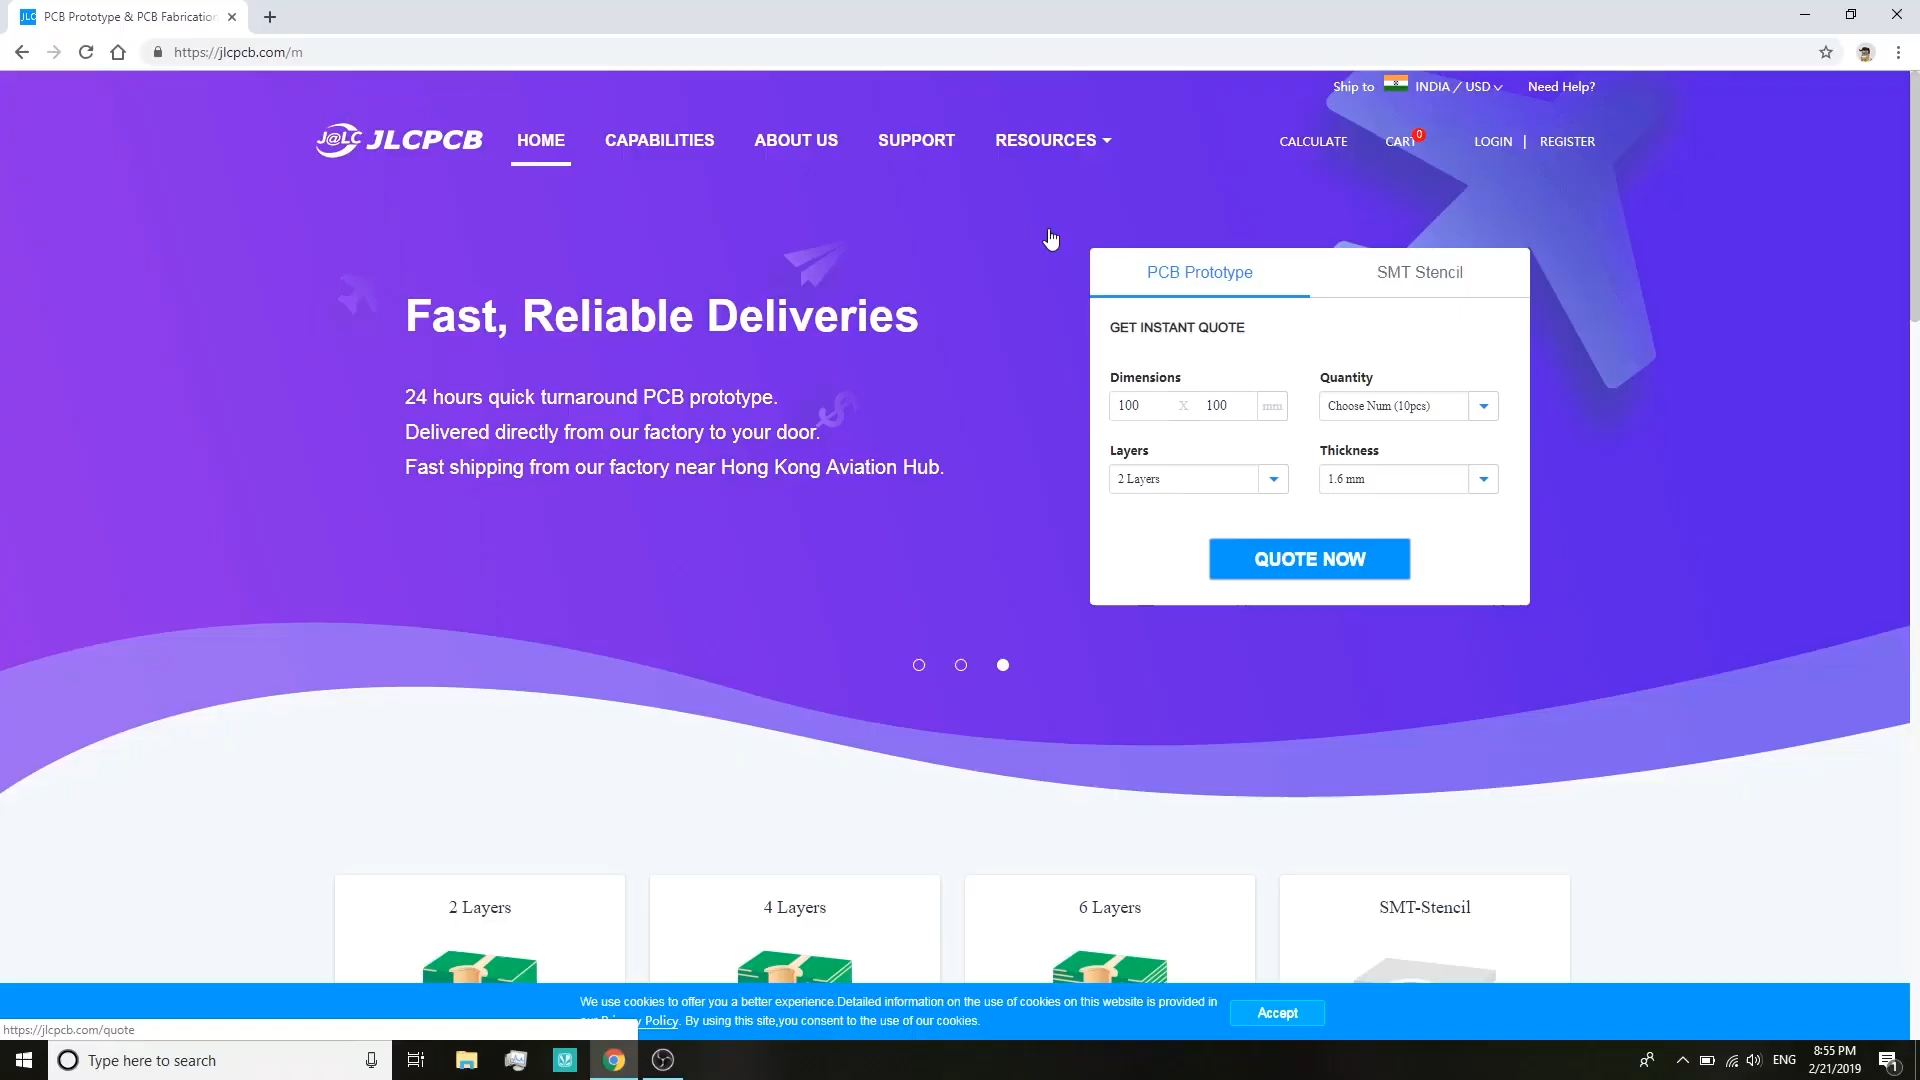 PCB Prototype & PCB Fabrication
https://jlcpcb.com/m
Ship to INDIA / USD Need Help?
J@LC JLCPCB HOME CAPABILITIES ABOUT US SUPPORT RESOURCES CALCULATE CART 0 LOGIN | REGISTER
PCB Prototype SMT Stencil
Fast, Reliable Deliveries
GET INSTANT QUOTE
24 hours quick turnaround PCB prototype.
Delivered directly from our factory to your door.
Fast shipping from our factory near Hong Kong Aviation Hub.
Dimensions Quantity
100 X 100 mm Choose Num (10pcs)
Layers Thickness
2 Layers 1.6 mm
QUOTE NOW
2 Layers 4 Layers 6 Layers SMT-Stencil
We use cookies to offer you a better experience.Detailed information on the use of cookies on this website is provided in
Policy. By using this site,you consent to the use of our cookies.
Accept
https://jlcpcb.com/quote
Type here to search
ENG
8:55 PM
2/21/2019
1